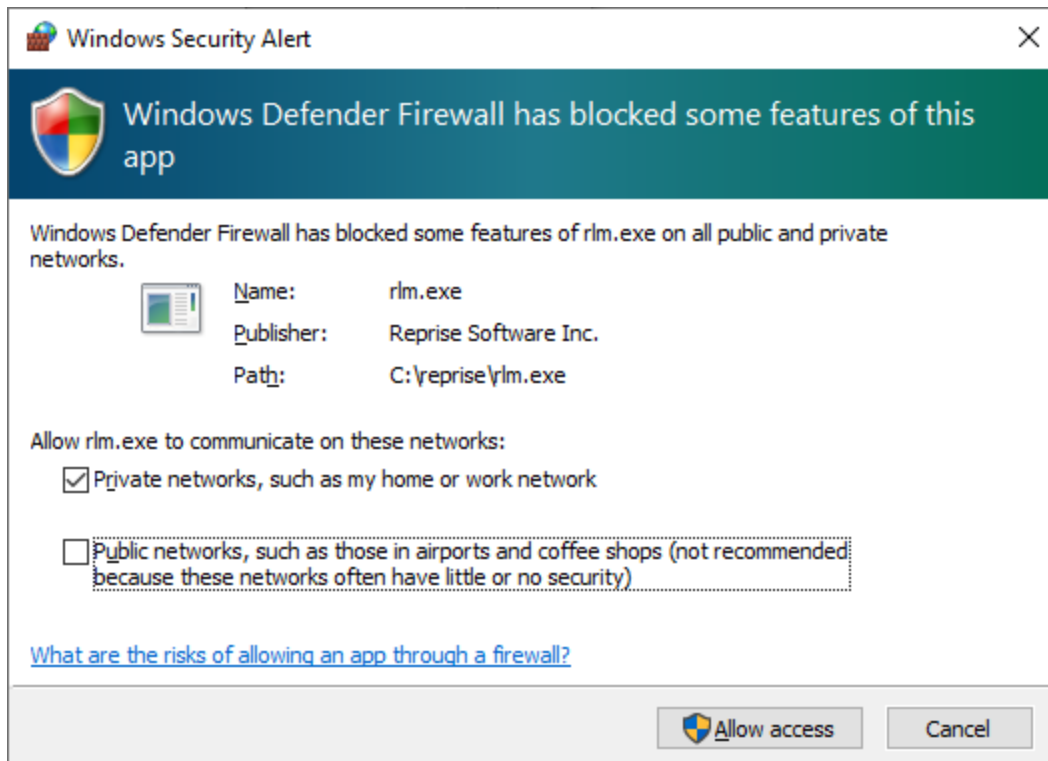 Windows Security Alert
Windows Defender Firewall has blocked some features of this
app
Windows Defender Firewall has blocked some features of rlm.exe on all public and private
networks.
Name: rlm.exe
Publisher: Reprise Software Inc.
Path: C:\reprise\rlm.exe
Allow rlm.exe to communicate on these networks:
Private networks, such as my home or work network
Public networks, such as those in airports and coffee shops (not recommended
because these networks often have little or no security)
What are the risks of allowing an app through a firewall?
Allow access Cancel